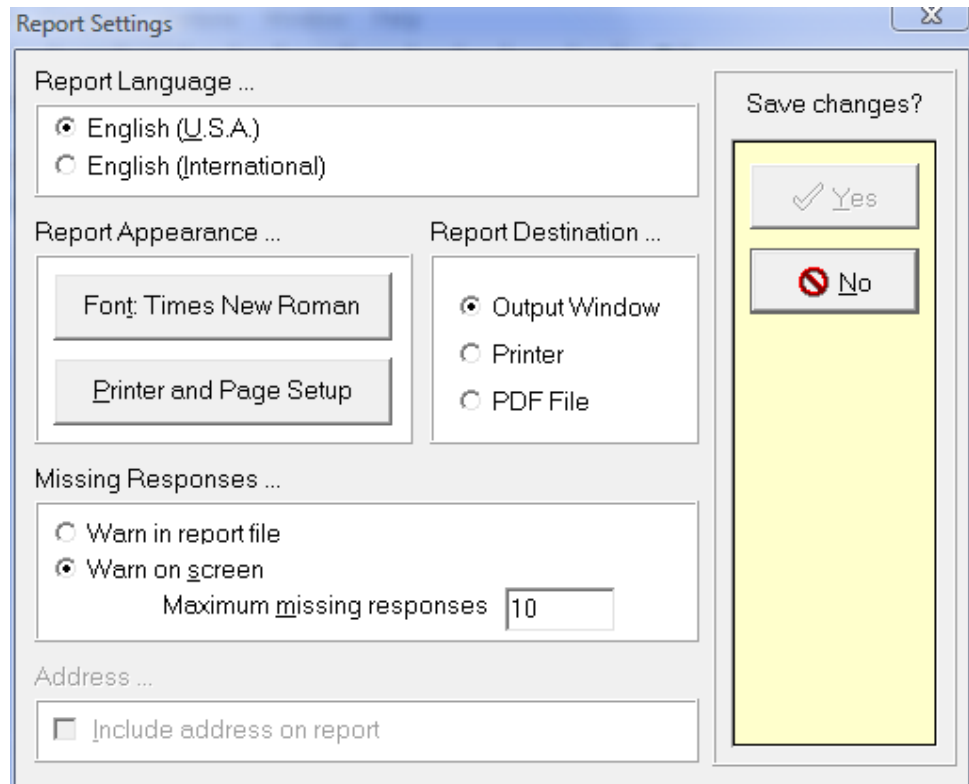 Report Settings
Report Language ...
English (U.S.A.)
English (International)
Report Appearance ...
Font: Times New Roman
Printer and Page Setup
Report Destination ...
Output Window
Printer
PDF File
Missing Responses ...
Warn in report file
Warn on screen
Maximum missing responses 10
Address ...
Include address on report
Save changes?
Yes
No